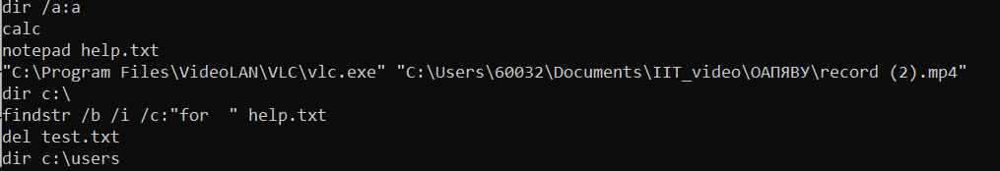 dir /a:a
calc
notepad help.txt
"C:\Program Files\VideoLAN\VLC\vlc.exe" "C:\Users\60032\Documents\IIT_video\ОАПЯВУ\record (2).mp4"
dir c:\
findstr /b /i /c:"for  " help.txt
del test.txt
dir c:\users